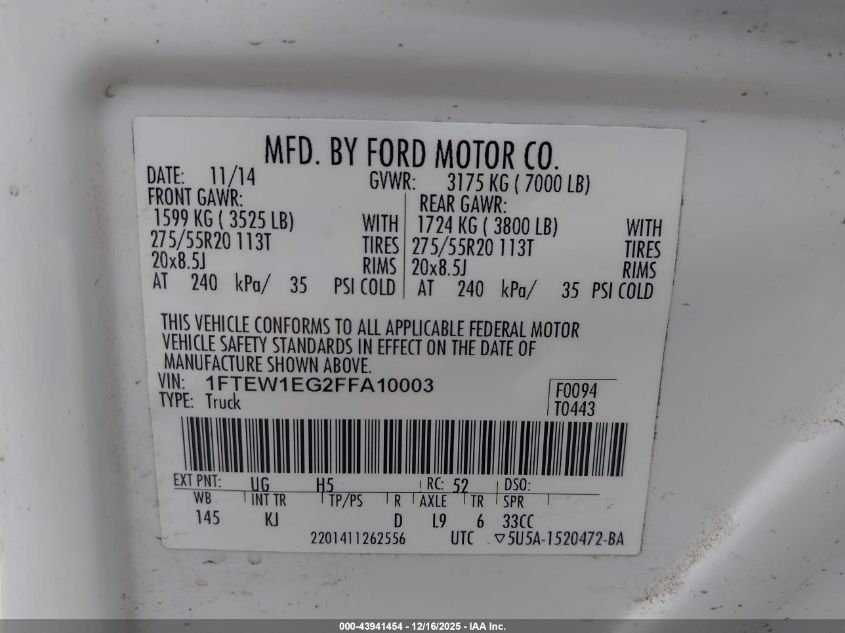 MFD. BY FORD MOTOR CO.
DATE: 11/14 GVWR: 3175 KG ( 7000 LB)
FRONT GAWR: REAR GAWR:
1599 KG ( 3525 LB) WITH 1724 KG ( 3800 LB) WITH
275/55R20 113T TIRES 275/55R20 113T TIRES
20x8.5J RIMS 20x8.5J RIMS
AT 240 kPa/ 35 PSI COLD AT 240 kPa/ 35 PSI COLD
THIS VEHICLE CONFORMS TO ALL APPLICABLE FEDERAL MOTOR
VEHICLE SAFETY STANDARDS IN EFFECT ON THE DATE OF
MANUFACTURE SHOWN ABOVE.
VIN: 1FTEW1EG2FFA10003 F0094
TYPE: Truck T0443
EXT PNT: UG H5 RC: 52 DSO:
WB INT TR TP/PS R AXLE TR SPR
145 KJ D L9 6 33CC
2201411262556 UTC ▽5U5A-1520472-BA
000-43941454 - 12/16/2025 - IAA Inc.